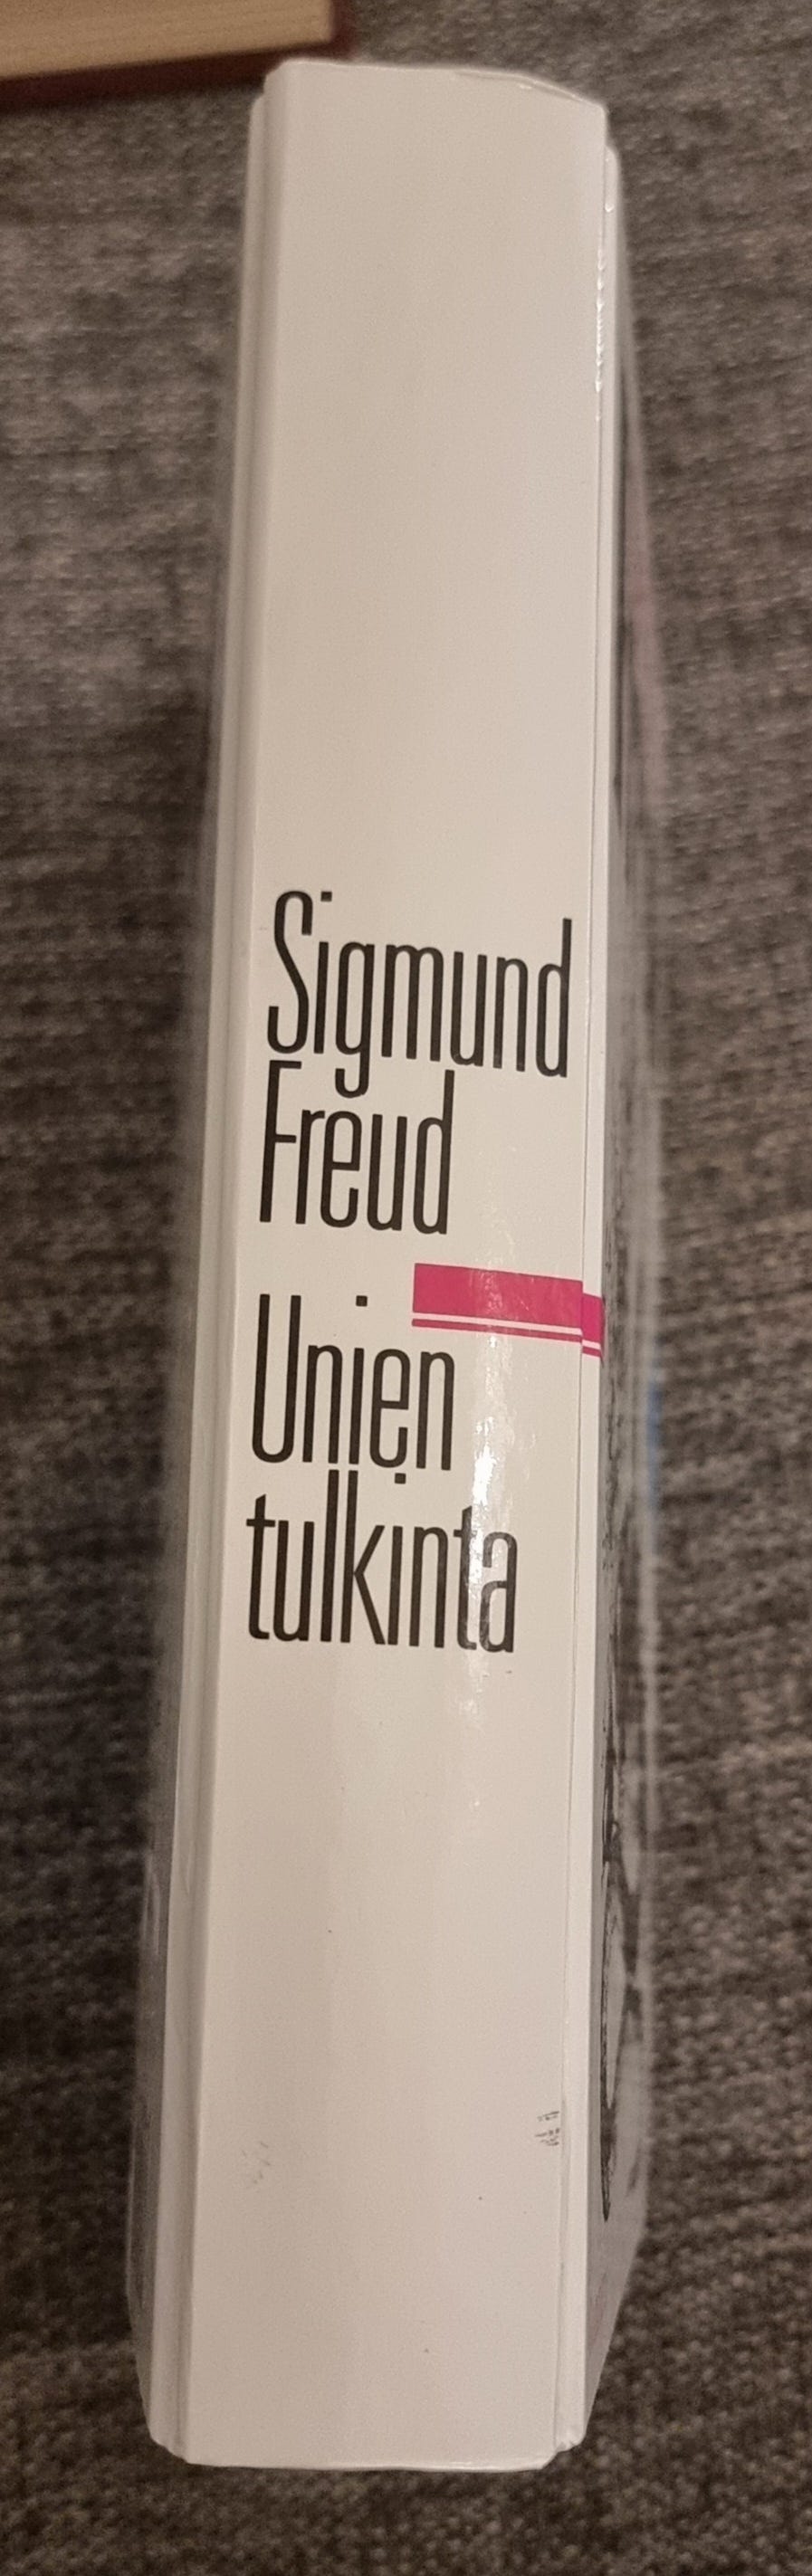 Sigmund
Freud
Unien
tulkinta